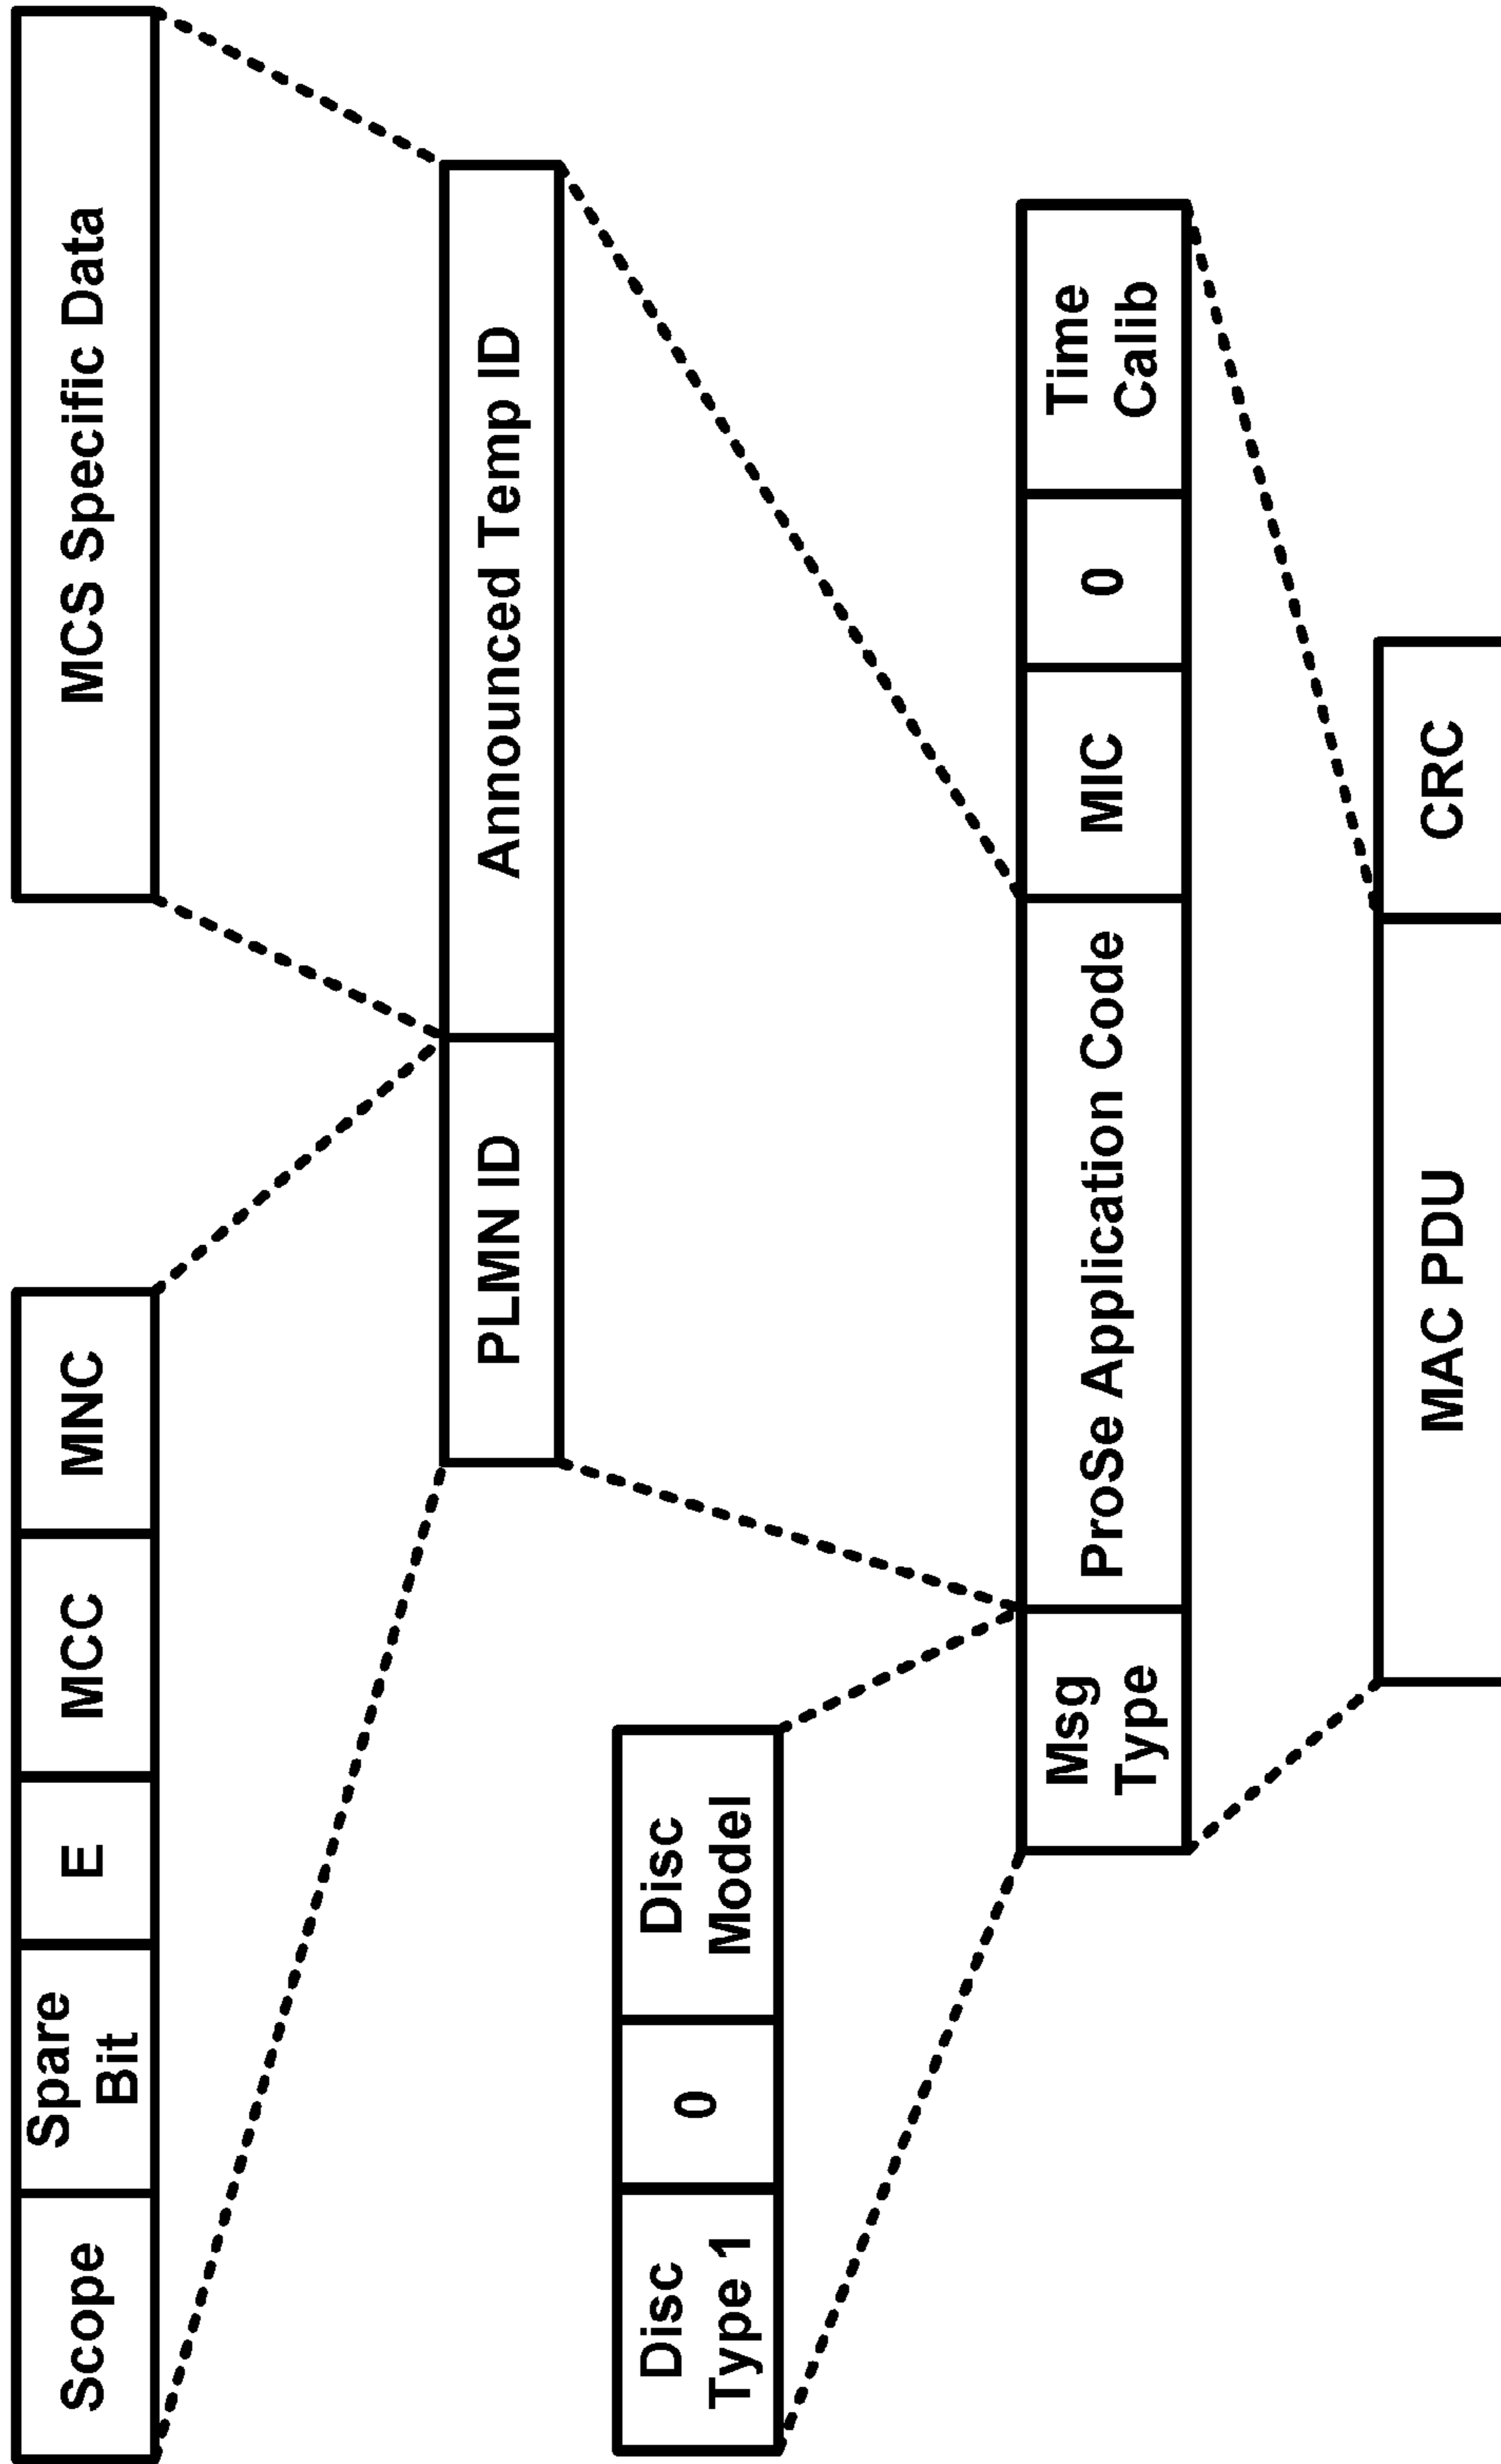 Scope
Spare
Bit
E
MCC
MNC
MCS Specific Data
PLMN ID
Announced Temp ID
Disc
Type 1
0
Disc
Model
Msg
Type
ProSe Application Code
MIC
0
Time
Calib
MAC PDU
CRC